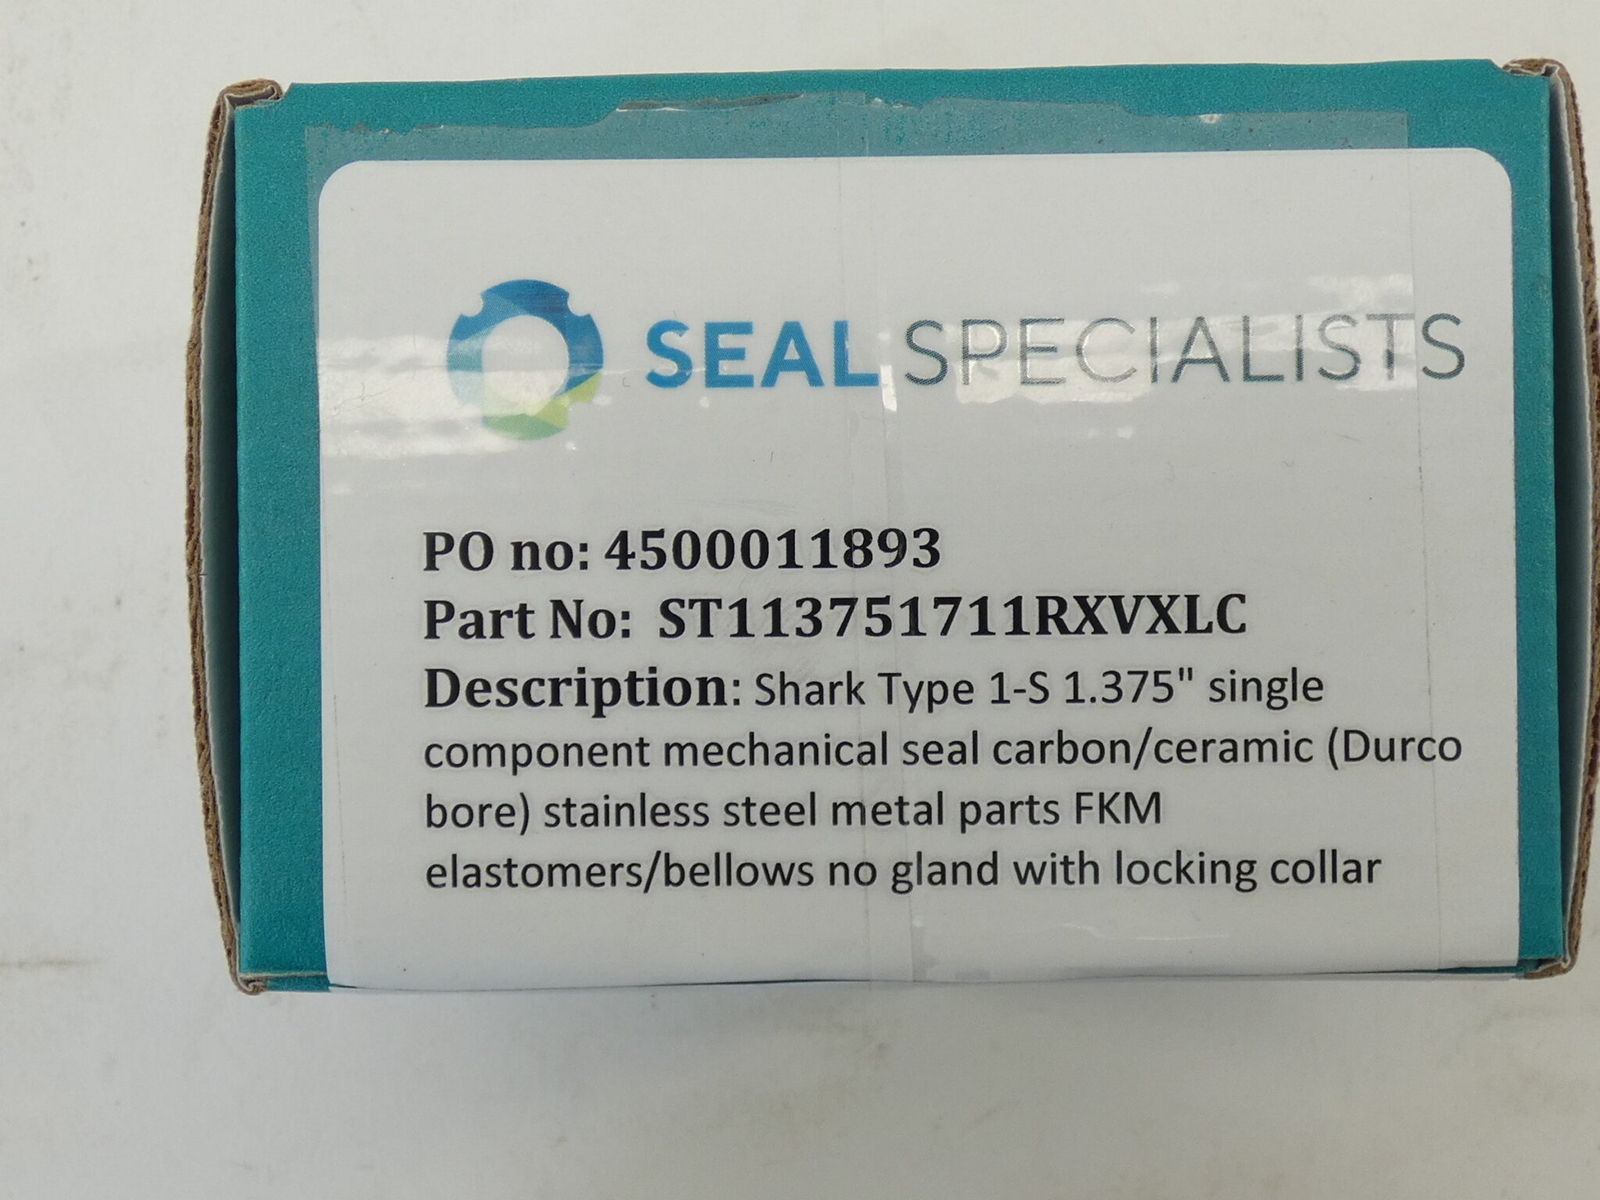 SEAL SPECIALISTS
PO no: 4500011893
Part No: ST113751711RXVXLC
Description: Shark Type 1-S 1.375" single
component mechanical seal carbon/ceramic (Durco
bore) stainless steel metal parts FKM
elastomers/bellows no gland with locking collar